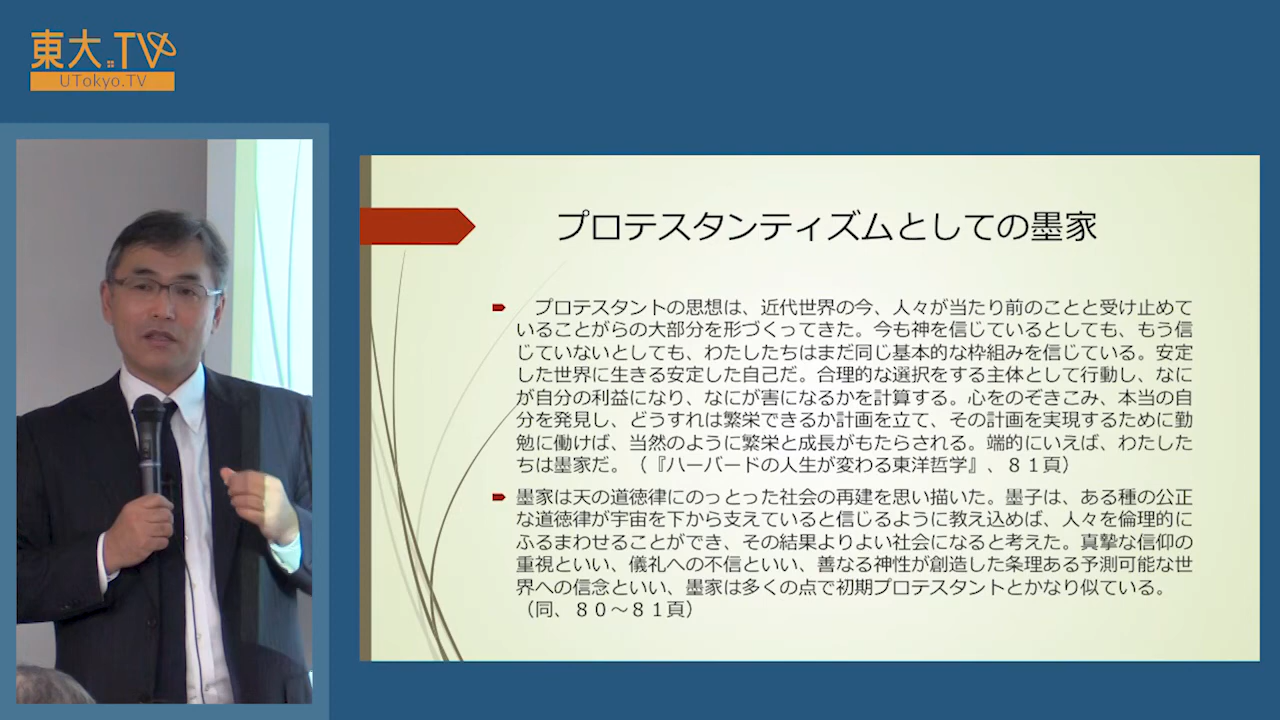 東大.TV
UTokyo.TV
プロテスタンティズムとしての墨家
プロテスタントの思想は、近代世界の今、人々が当たり前のことと受け止めて
いることがらの大部分を形づくってきた。今も神を信じているとしても、もう信
じていないとしても、わたしたちはまだ同じ基本的な枠組みを信じている。安定
した世界に生きる安定した自己だ。合理的な選択をする主体として行動し、なに
が自分の利益になり、なにが害になるかを計算する。心をのぞきこみ、本当の自
分を発見し、どうすれは繁栄できるか計画を立て、その計画を実現するために勤
勉に働けば、当然のように繁栄と成長がもたらされる。端的にいえば、わたした
ちは墨家だ。（『ハーバードの人生が変わる東洋哲学』、８１頁）
墨家は天の道徳律にのっとった社会の再建を思い描いた。墨子は、ある種の公正
な道徳律が宇宙を下から支えていると信じるように教え込めば、人々を倫理的に
ふるまわせることができ、その結果よりよい社会になると考えた。真摯な信仰の
重視といい、儀礼への不信といい、善なる神性が創造した条理ある予測可能な世
界への信念といい、墨家は多くの点で初期プロテスタントとかなり似ている。
（同、８０～８１頁）